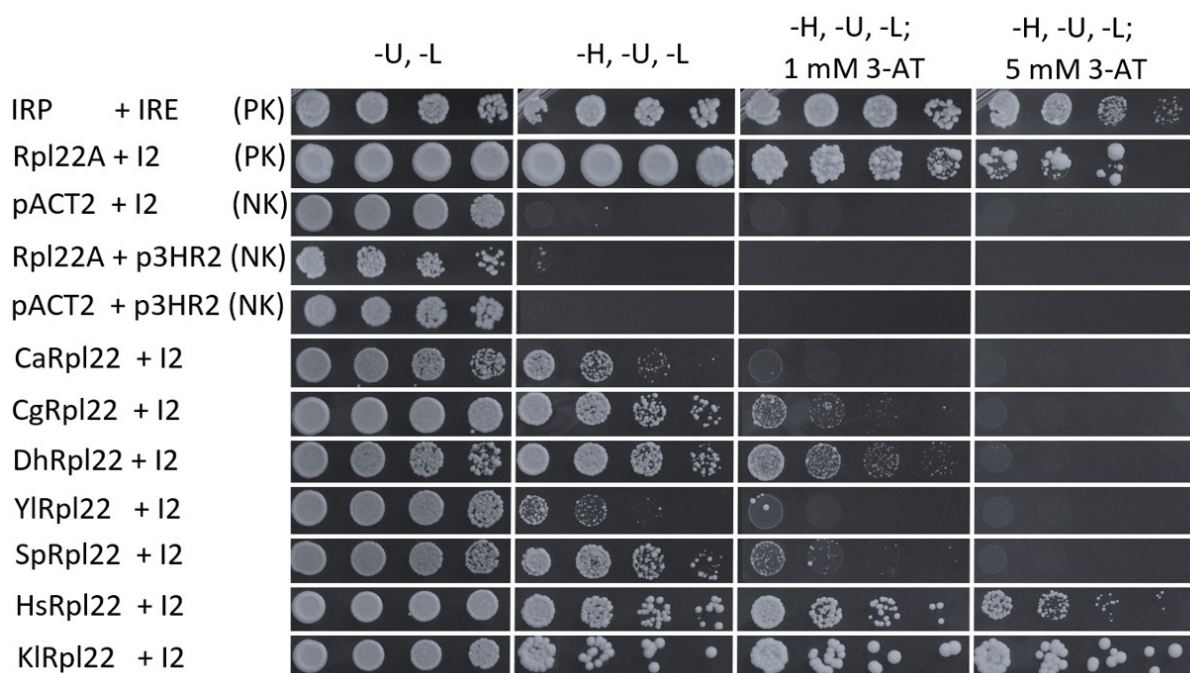 -U, -L
-H, -U, -L
-H, -U, -L;
1 mM 3-AT
-H, -U, -L;
5 mM 3-AT
IRP + IRE (PK)
Rpl22A + I2 (PK)
pACT2 + I2 (NK)
Rpl22A + p3HR2 (NK)
pACT2 + p3HR2 (NK)
CaRpl22 + I2
CgRpl22 + I2
DhRpl22 + I2
YlRpl22 + I2
SpRpl22 + I2
HsRpl22 + I2
KlRpl22 + I2